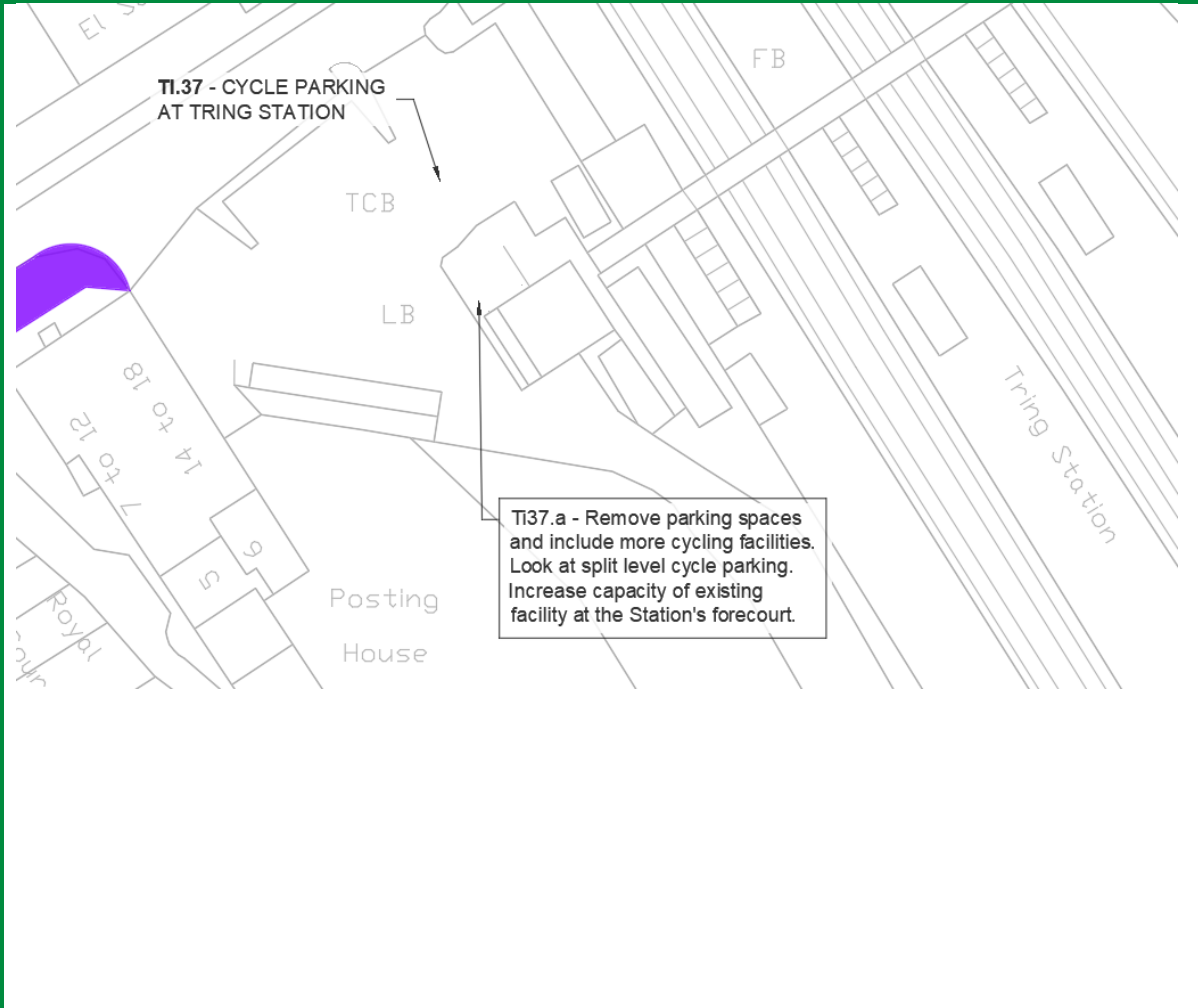 El
FB
TI.37 - CYCLE PARKING
AT TRING STATION
TCB
LB
14 to 18
7 to 12
Tring Station
Ti37.a - Remove parking spaces
and include more cycling facilities.
Look at split level cycle parking.
Increase capacity of existing
facility at the Station's forecourt.
6
5
Royal
Posting
House